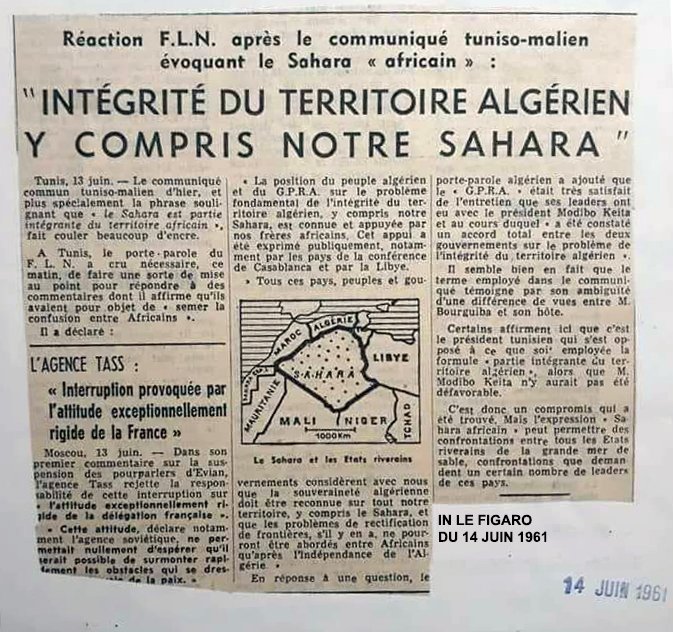 Réaction F.L.N. après le communiqué tuniso-malien
évoquant le Sahara « africain » :
"INTÉGRITÉ DU TERRITOIRE ALGÉRIEN
Y COMPRIS NOTRE SAHARA"
Tunis, 13 juin. — Le communiqué
commun tuniso-malien d'hier, et
plus spécialement la phrase souli-
gnant que « le Sahara est partie
intégrante du territoire africain »,
fait couler beaucoup d'encre.
A Tunis, le porte-parole du
F. L. N. a cru nécessaire, ce
matin, de faire une sorte de mise
au point pour répondre à des
commentaires dont il affirme qu'ils
avaient pour objet de « semer la
confusion entre Africains ».
Il a déclaré :
L'AGENCE TASS :
« Interruption provoquée par
l'attitude exceptionnellement
rigide de la France »
Moscou, 13 juin. — Dans son
premier commentaire sur la sus-
pension des pourparlers d'Evian,
l'agence Tass rejette la respon-
sabilité de cette interruption sur
« l'attitude exceptionnellement ri-
gide de la délégation française ».
« Cette attitude, déclare notam-
ment l'agence soviétique, ne per-
mettait nullement d'espérer qu'il
serait possible de surmonter rapi-
dement les obstacles qui se dres-
de la paix. »
« La position du peuple algérien
et du G.P.R.A. sur le problème
fondamental de l'intégrité du ter-
ritoire algérien, y compris notre
Sahara, est connue et appuyée par
nos frères africains. Cet appui a
été exprimé publiquement, notam-
ment par les pays de la conférence
de Casablanca et par la Libye.
» Tous ces pays, peuples et gou-
MAROC
ALGÉRIE
LIBYE
SAHARA
MAURITANIE
MALI
NIGER
TCHAD
1000Km
Le Sahara et les Etats riverains
vernements considèrent avec nous
que la souveraineté algérienne
doit être reconnue sur tout notre
territoire, y compris le Sahara, et
que les problèmes de rectification
de frontières, s'il y en a, ne pour-
ront être abordés entre Africains
qu'après l'Indépendance de l'Al-
gérie. »
En réponse à une question, le
porte-parole algérien a ajouté que
le « G.P.R.A. » était très satisfait
de l'entretien que ses leaders ont
eu avec le président Modibo Keita
et au cours duquel « a été constaté
un accord total entre les deux
gouvernements sur le problème de
l'intégrité du territoire algérien ».
Il semble bien en fait que le
terme employé dans le communi-
qué témoigne par son ambiguïté
d'une différence de vues entre M.
Bourguiba et son hôte.
Certains affirment ici que c'est
le président tunisien qui s'est op-
posé à ce que soit employée la
formule « partie intégrante du ter-
ritoire algérien », alors que M.
Modibo Keita n'y aurait pas été
défavorable.
C'est donc un compromis qui a
été trouvé. Mais l'expression « Sa-
hara africain » peut permettre des
confrontations entre tous les Etats
riverains de la grande mer de
sable, confrontations que deman-
dent un certain nombre de leaders
de ces pays.
IN LE FIGARO
DU 14 JUIN 1961
14 JUIN 1961